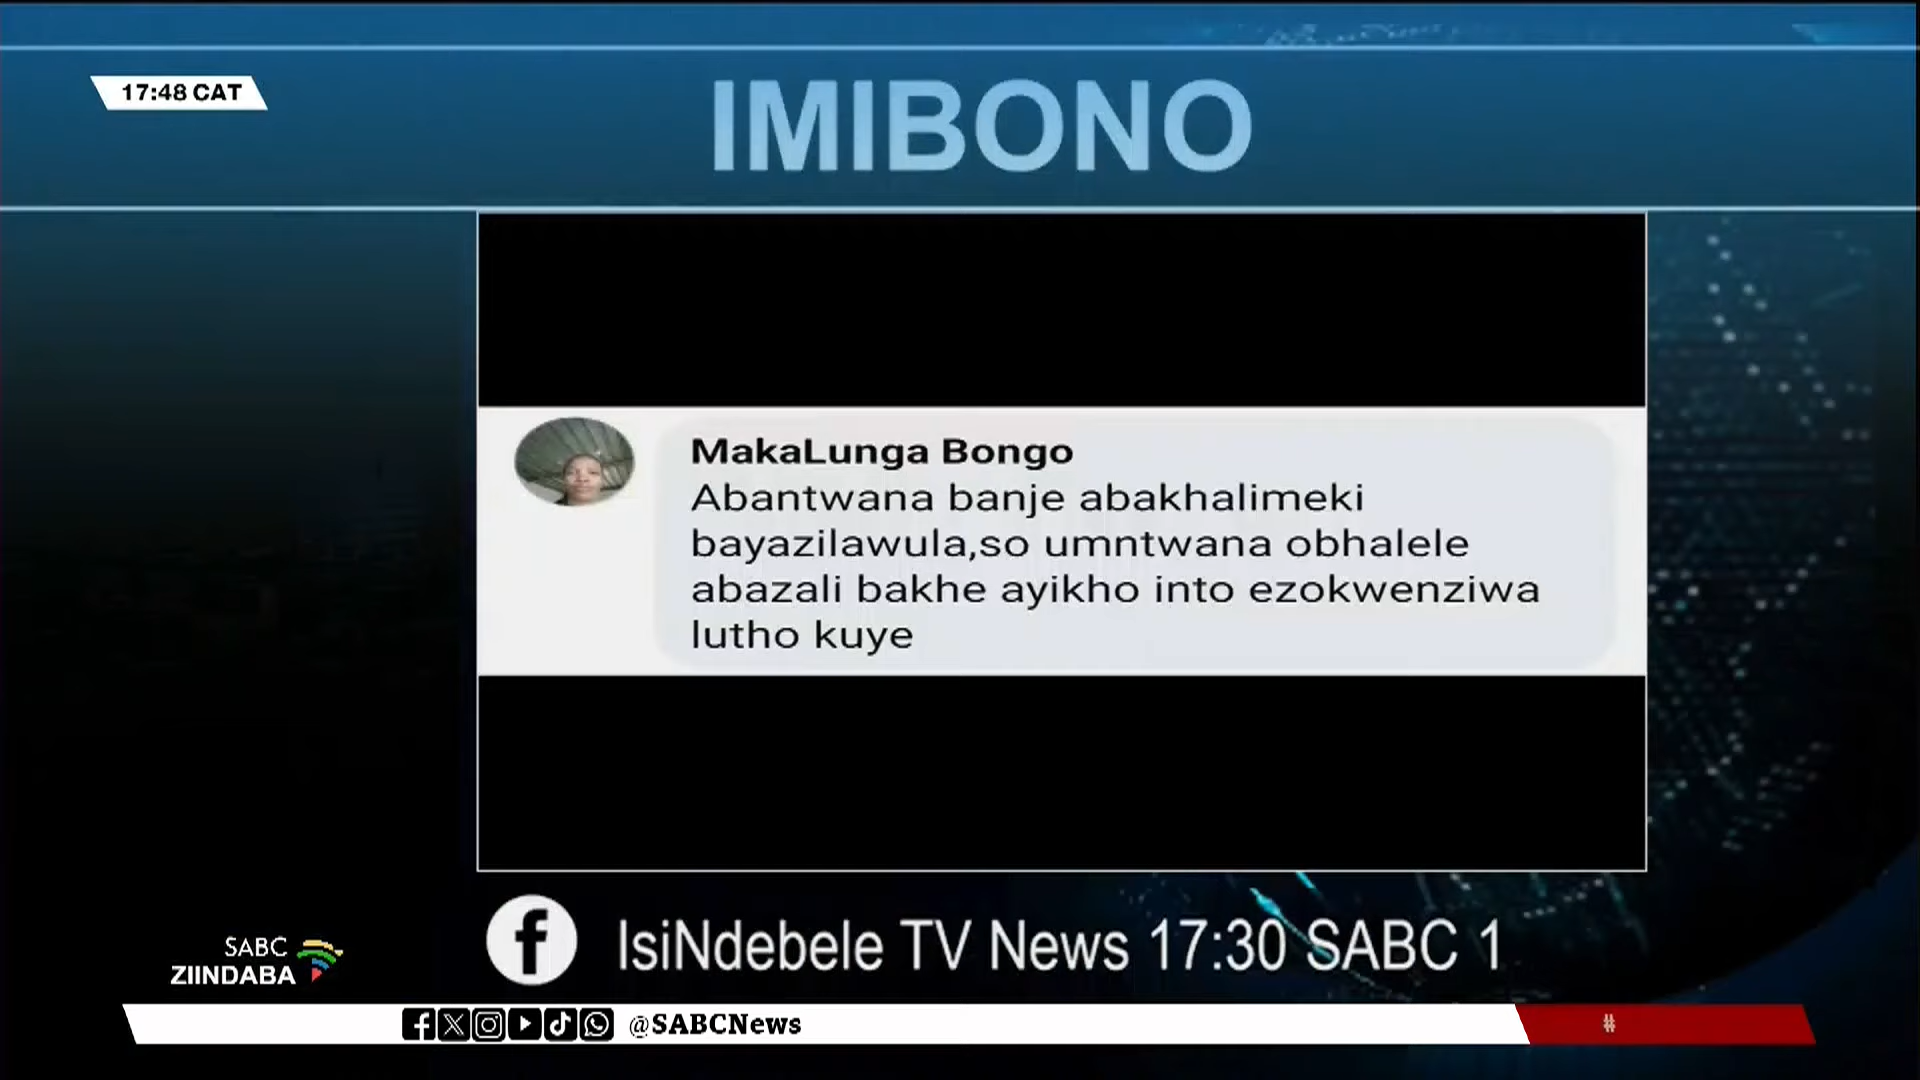 17:48 CAT
IMIBONO
MakaLunga Bongo
Abantwana banje abakhalimeki
bayazilawula,so umntwana obhalele
abazali bakhe ayikho into ezokwenziwa
lutho kuye
IsiNdebele TV News 17:30 SABC 1
SABC
ZIINDABA
@SABCNews
#